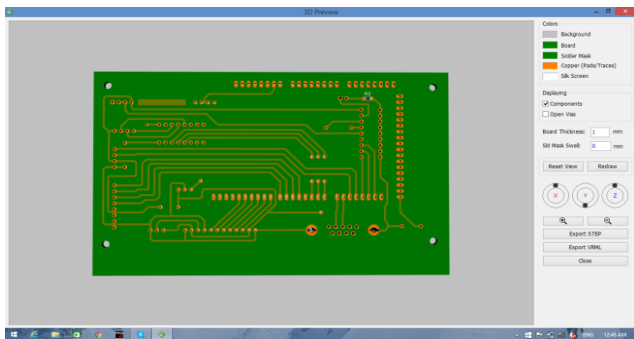 3D Preview
Colors
Background
Board
Solder Mask
Copper (Pads/Traces)
Silk Screen
Displaying
Components
Open Vias
Board Thickness: 1 mm
Sld Mask Swell: 0 mm
Reset View Redraw
X Y Z
Export STEP
Export VRML
Close
ENG 12:48 AM